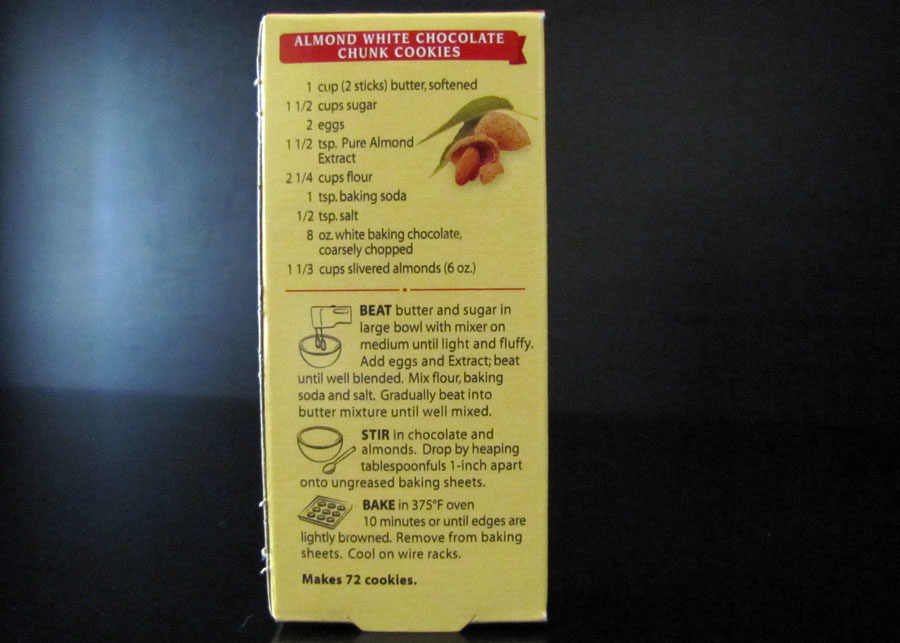 ALMOND WHITE CHOCOLATE
CHUNK COOKIES
1 cup (2 sticks) butter, softened
1 1/2 cups sugar
2 eggs
1 1/2 tsp. Pure Almond
Extract
2 1/4 cups flour
1 tsp. baking soda
1/2 tsp. salt
8 oz. white baking chocolate,
coarsely chopped
1 1/3 cups slivered almonds (6 oz.)
BEAT butter and sugar in
large bowl with mixer on
medium until light and fluffy.
Add eggs and Extract; beat
until well blended. Mix flour, baking
soda and salt. Gradually beat into
butter mixture until well mixed.
STIR in chocolate and
almonds. Drop by heaping
tablespoonfuls 1-inch apart
onto ungreased baking sheets.
BAKE in 375°F oven
10 minutes or until edges are
lightly browned. Remove from baking
sheets. Cool on wire racks.
Makes 72 cookies.